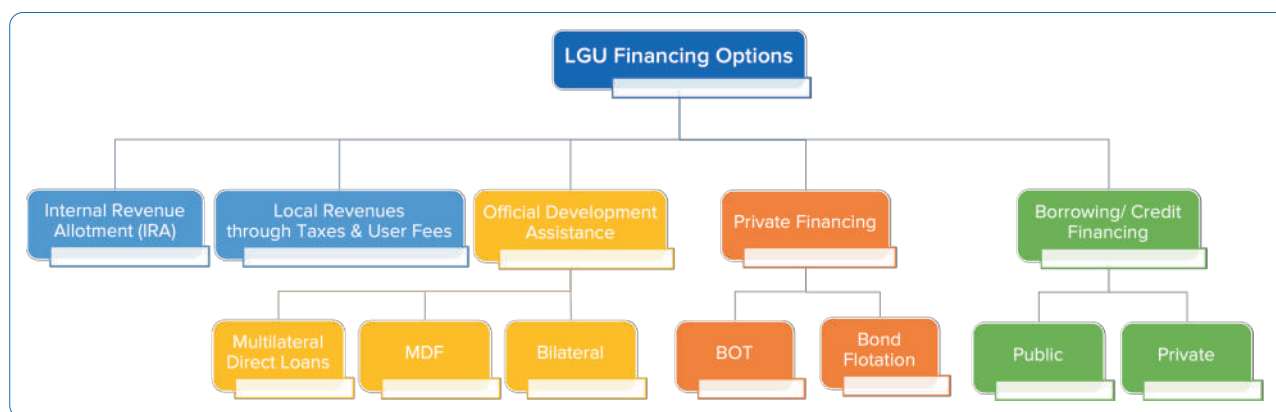 LGU Financing Options
Internal Revenue
Allotment (IRA)
Local Revenues
through Taxes & User Fees
Official Development
Assistance
Private Financing
Borrowing/ Credit
Financing
Multilateral
Direct Loans
MDF
Bilateral
BOT
Bond
Flotation
Public
Private